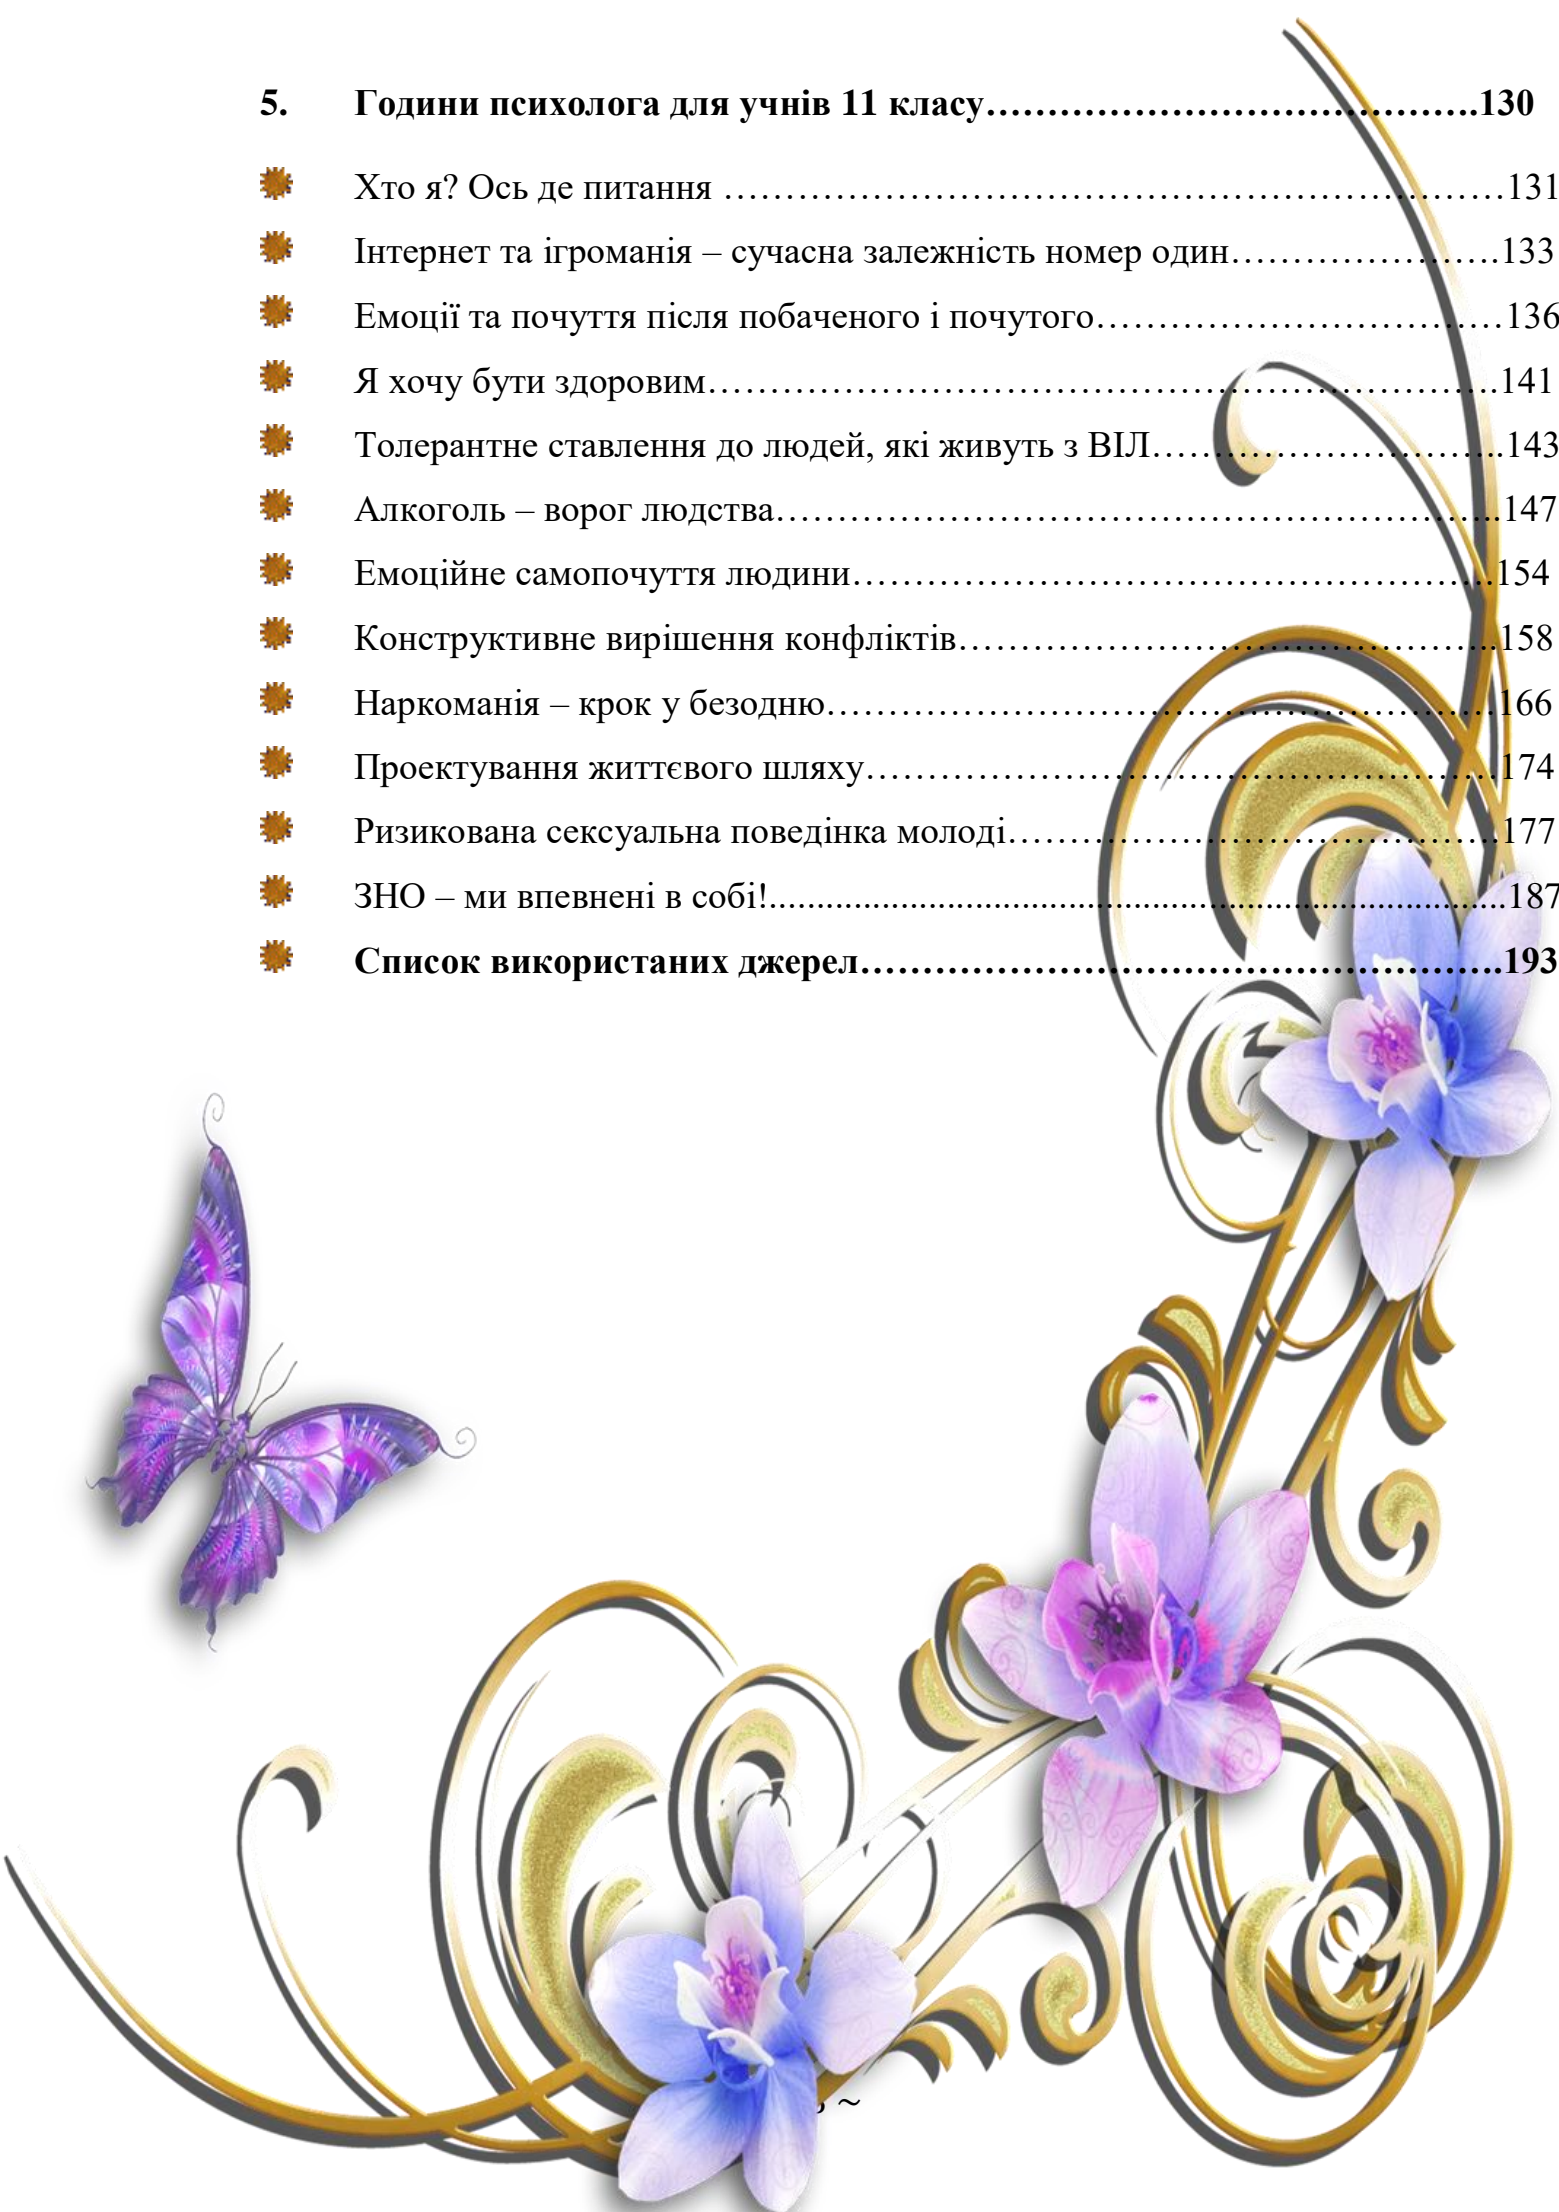 5. Години психолога для учнів 11 класу……………………………………..130
Хто я? Ось де питання ……………………………………………………………131
Інтернет та ігроманія – сучасна залежність номер один…………………..133
Емоції та почуття після побаченого і почутого………………………………136
Я хочу бути здоровим…………………………………………………………….141
Толерантне ставлення до людей, які живуть з ВІЛ…………………………..143
Алкоголь – ворог людства………………………………………………………..147
Емоційне самопочуття людини…………………………………………………154
Конструктивне вирішення конфліктів…………………………………………..158
Наркоманія – крок у безодню……………………………………………………166
Проектування життєвого шляху…………………………………………………174
Ризикована сексуальна поведінка молоді……………………………………..177
ЗНО – ми впевнені в собі!................................................................................187
Список використаних джерел………………………………………………..193
~